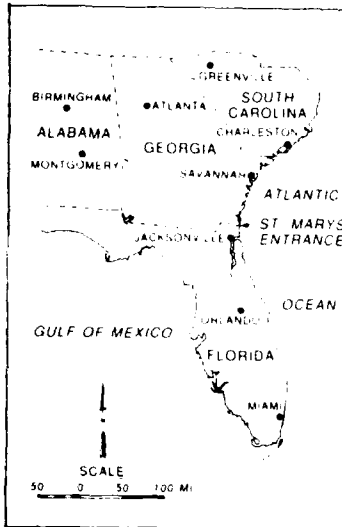 GREENVILLE
BIRMINGHAM
ATLANTA
SOUTH
CAROLINA
ALABAMA
CHARLESTON
GEORGIA
MONTGOMERY
SAVANNAH
ATLANTIC
ST. MARYS
ENTRANCE
JACKSONVILLE
OCEAN
ORLANDO
GULF OF MEXICO
FLORIDA
MIAMI
SCALE
50 0 50 100 MI